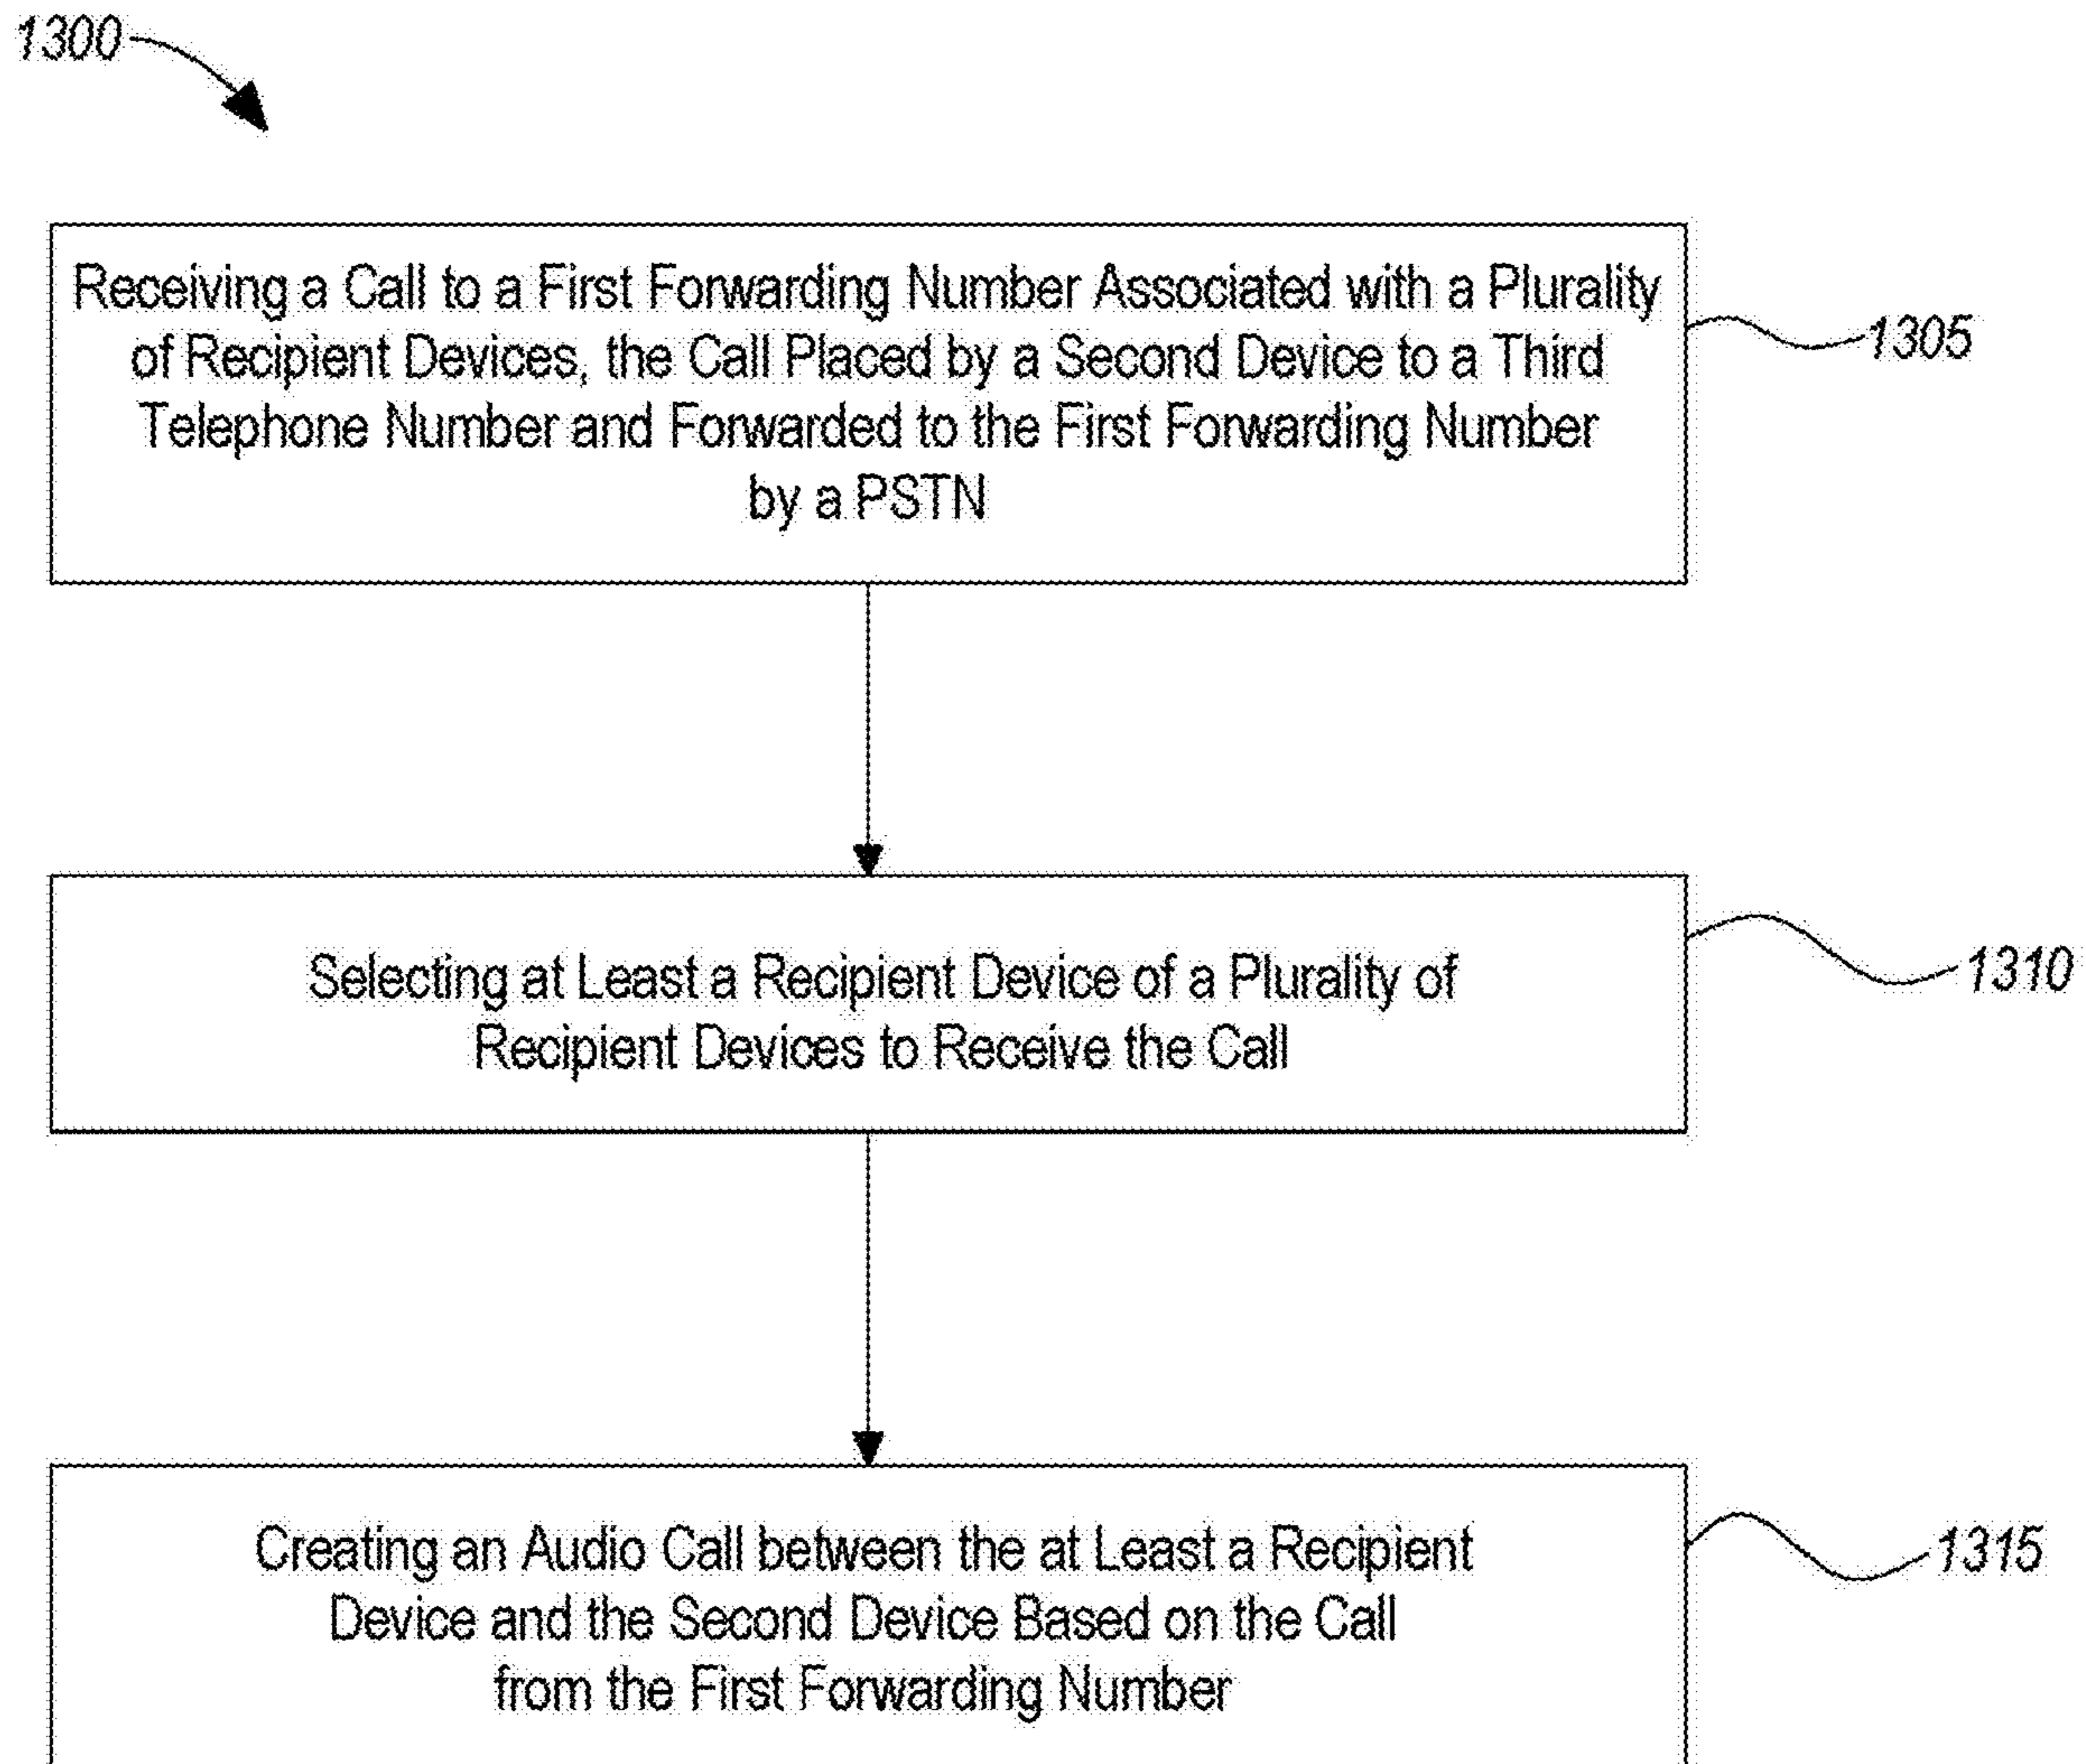 1300
Receiving a Call to a First Forwarding Number Associated with a Plurality
of Recipient Devices, the Call Placed by a Second Device to a Third
Telephone Number and Forwarded to the First Forwarding Number
by a PSTN
1305
Selecting at Least a Recipient Device of a Plurality of
Recipient Devices to Receive the Call
1310
Creating an Audio Call between the at Least a Recipient
Device and the Second Device Based on the Call
from the First Forwarding Number
1315